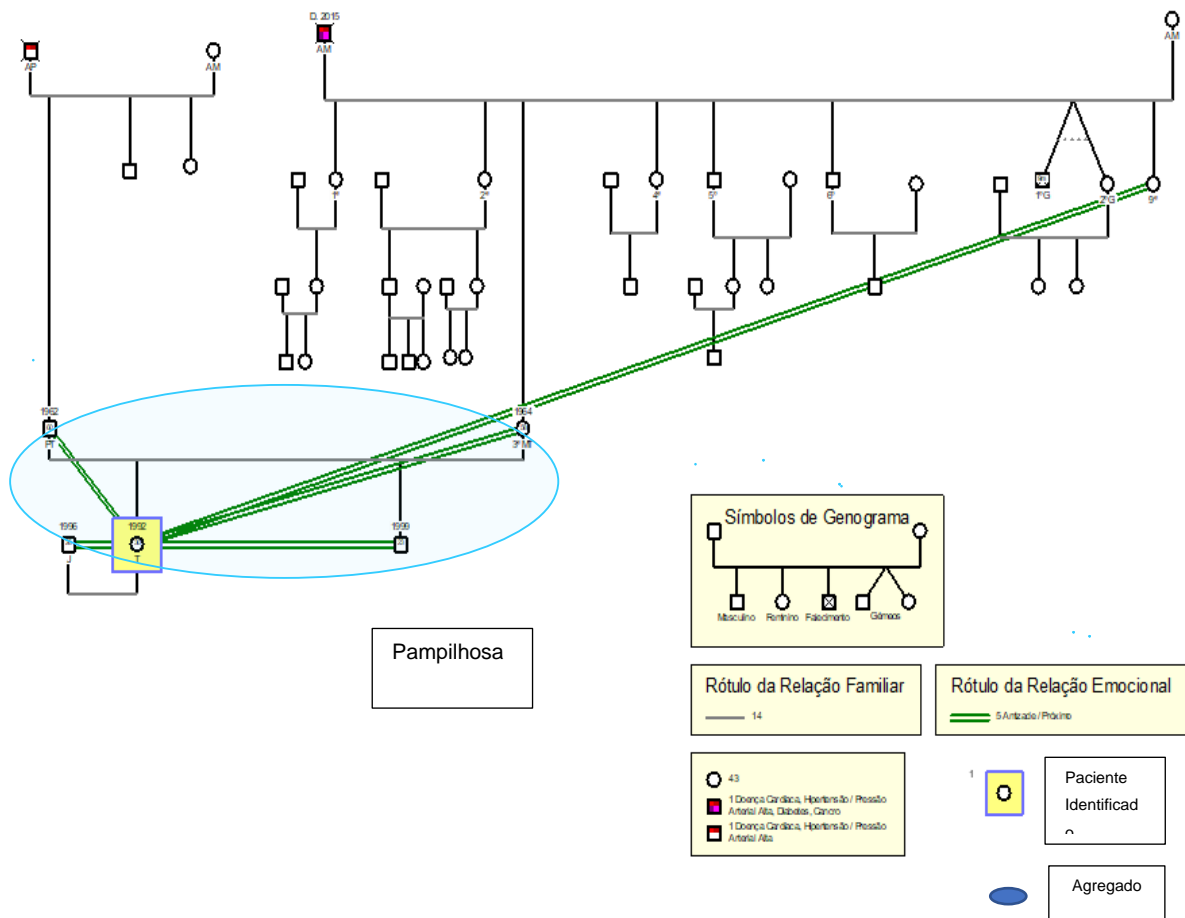 D. 2015
AM
AM
AP
AM
1º
2º
4º
5º
6º
1ºG
2ºG
9º
1962
1964
PT
3º MT
1996
1992
1999
J
T
Pampilhosa
Símbolos de Genograma
Masculino
Feminino
Falecimento
Gémeos
Rótulo da Relação Familiar
14
Rótulo da Relação Emocional
5 Amizade / Próximo
43
1 Doença Cardíaca, Hipertensão / Pressão
Arterial Alta, Diabetes, Cancro
1 Doença Cardíaca, Hipertensão / Pressão
Arterial Alta
1
Paciente
Identificad
o
Agregado